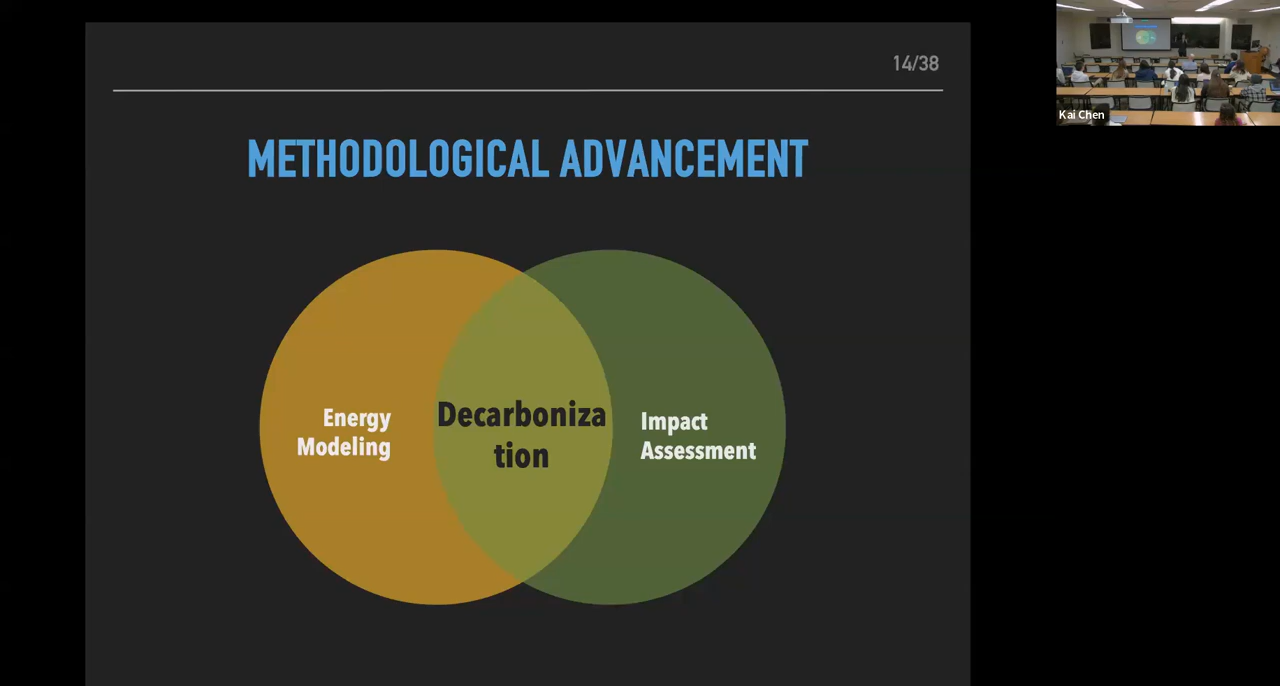 14/38
Kai Chen
METHODOLOGICAL ADVANCEMENT
Energy
Modeling
Decarboniza
tion
Impact
Assessment